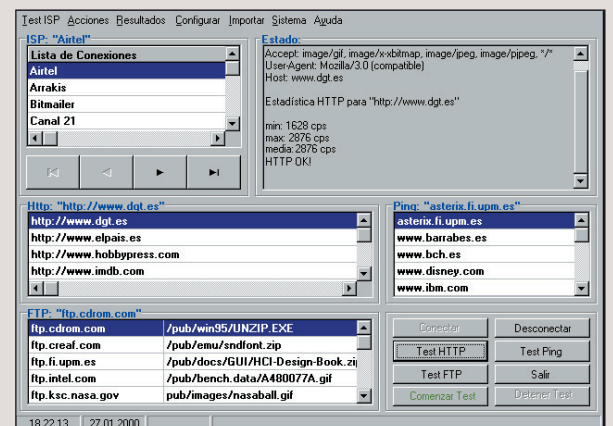 Test ISP Acciones Resultados Configurar Importar Sistema Ayuda
ISP: "Airtel"
Lista de Conexiones
Airtel
Arrakis
Bitmailer
Canal 21
Estado:
Accept: image/gif, image/x-xbitmap, image/jpeg, image/pjpeg, */*
User-Agent: Mozilla/3.0 (compatible)
Host: www.dgt.es
Estadística HTTP para "http://www.dgt.es"
min: 1628 cps
max: 2876 cps
media: 2876 cps
HTTP OK!
Http: "http://www.dgt.es"
http://www.dgt.es
http://www.elpais.es
http://www.hobbypress.com
http://www.imdb.com
Ping: "asterix.fi.upm.es"
asterix.fi.upm.es
www.barrabes.es
www.bch.es
www.disney.com
www.ibm.com
FTP: "ftp.cdrom.com"
ftp.cdrom.com /pub/win95/UNZIP.EXE
ftp.creaf.com /pub/emu/sndfont.zip
ftp.fi.upm.es /pub/docs/GUI/HCI-Design-Book.zi
ftp.intel.com /pub/bench.data/A480077A.gif
ftp.ksc.nasa.gov pub/images/nasaball.gif
Conectar Desconectar
Test HTTP Test Ping
Test FTP Salir
Comenzar Test Detener Test
18:22:13 27.01.2000